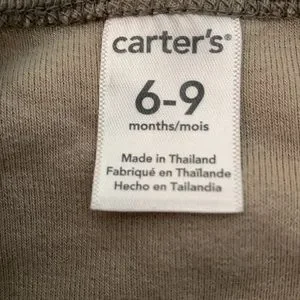 carter's®
6-9
months/mois
Made in Thailand
Fabriqué en Thaïlande
Hecho en Tailandia